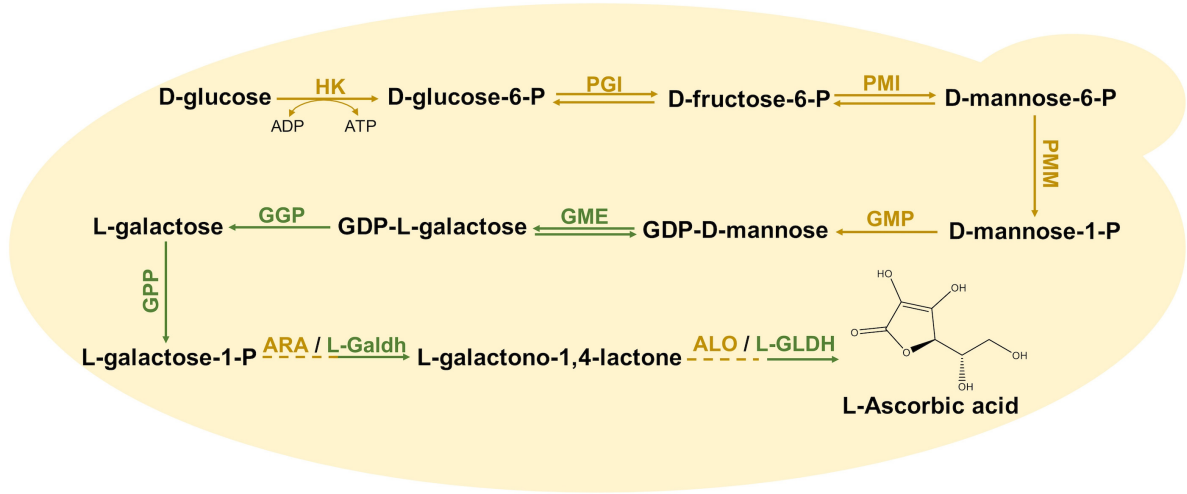 HK
PGI
PMI
D-glucose
D-glucose-6-P
D-fructose-6-P
D-mannose-6-P
ADP
ATP
PMM
GGP
GME
GMP
L-galactose
GDP-L-galactose
GDP-D-mannose
D-mannose-1-P
GPP
HO
OH
O
O
ARA / L-Galdh
ALO / L-GLDH
L-galactose-1-P
L-galactono-1,4-lactone
OH
OH
L-Ascorbic acid